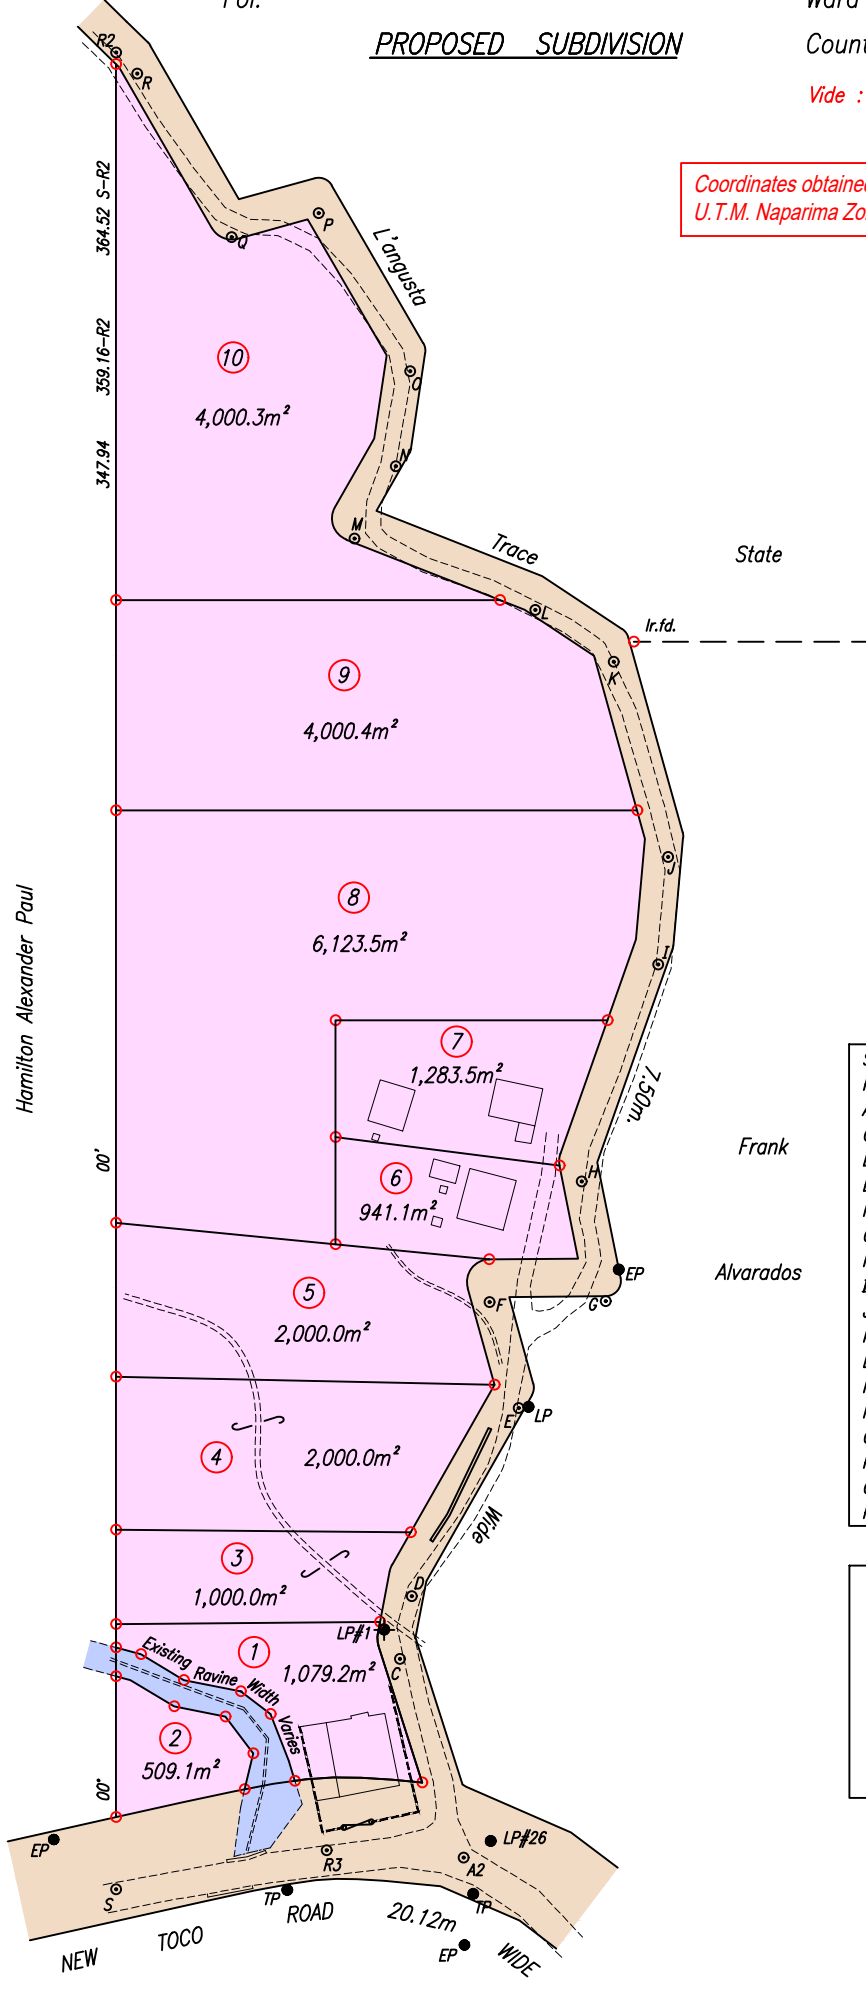 For:
Ward
PROPOSED SUBDIVISION
Count
Vide :
Coordinates obtained
U.T.M. Naparima Zo
R2
R
364.52 S-R2
Q
P
L'angusta
359.16-R2
10
4,000.3m²
O
347.94
N
M
Trace
State
L
Ir.fd.
K
9
4,000.4m²
J
Hamilton Alexander Paul
8
6,123.5m²
I
7
1,283.5m²
7.50m.
00'
Frank
H
6
941.1m²
Alvarados
EP
5
F
G
2,000.0m²
E
LP
4
2,000.0m²
Wide
3
1,000.0m²
D
LP#1
1
1,079.2m²
C
Existing Ravine Width Varies
2
509.1m²
00°
EP
LP#26
R3
A2
S
TP
TP
NEW TOCO ROAD 20.12m WIDE
EP